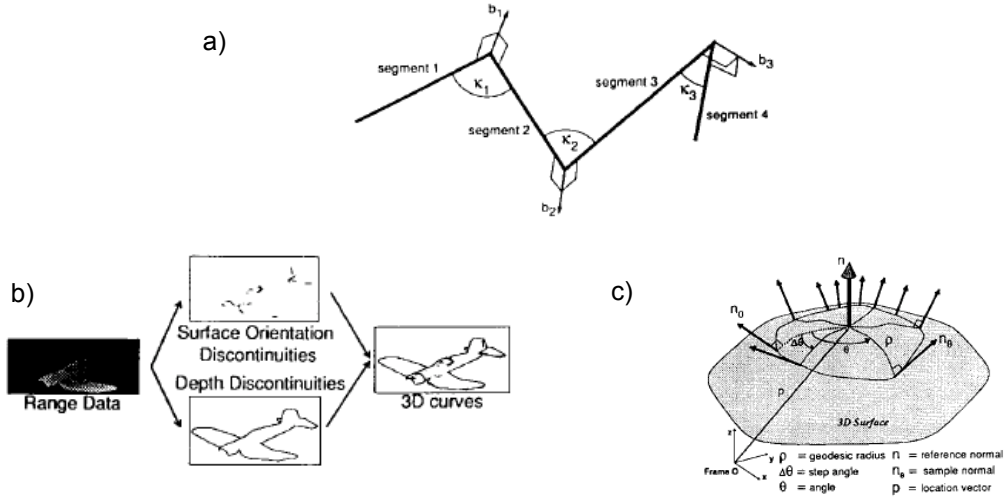 a)
b₁
segment 1
κ₁
segment 2
κ₂
b₂
segment 3
κ₃
b₃
segment 4
b)
Surface Orientation
Discontinuities
Depth Discontinuities
Range Data
3D curves
c)
n
n₀
Δθ
θ
ρ
nθ
p
3D Surface
z
y
x
Frame O
ρ = geodesic radius
Δθ = step angle
θ = angle
n = reference normal
nθ = sample normal
p = location vector